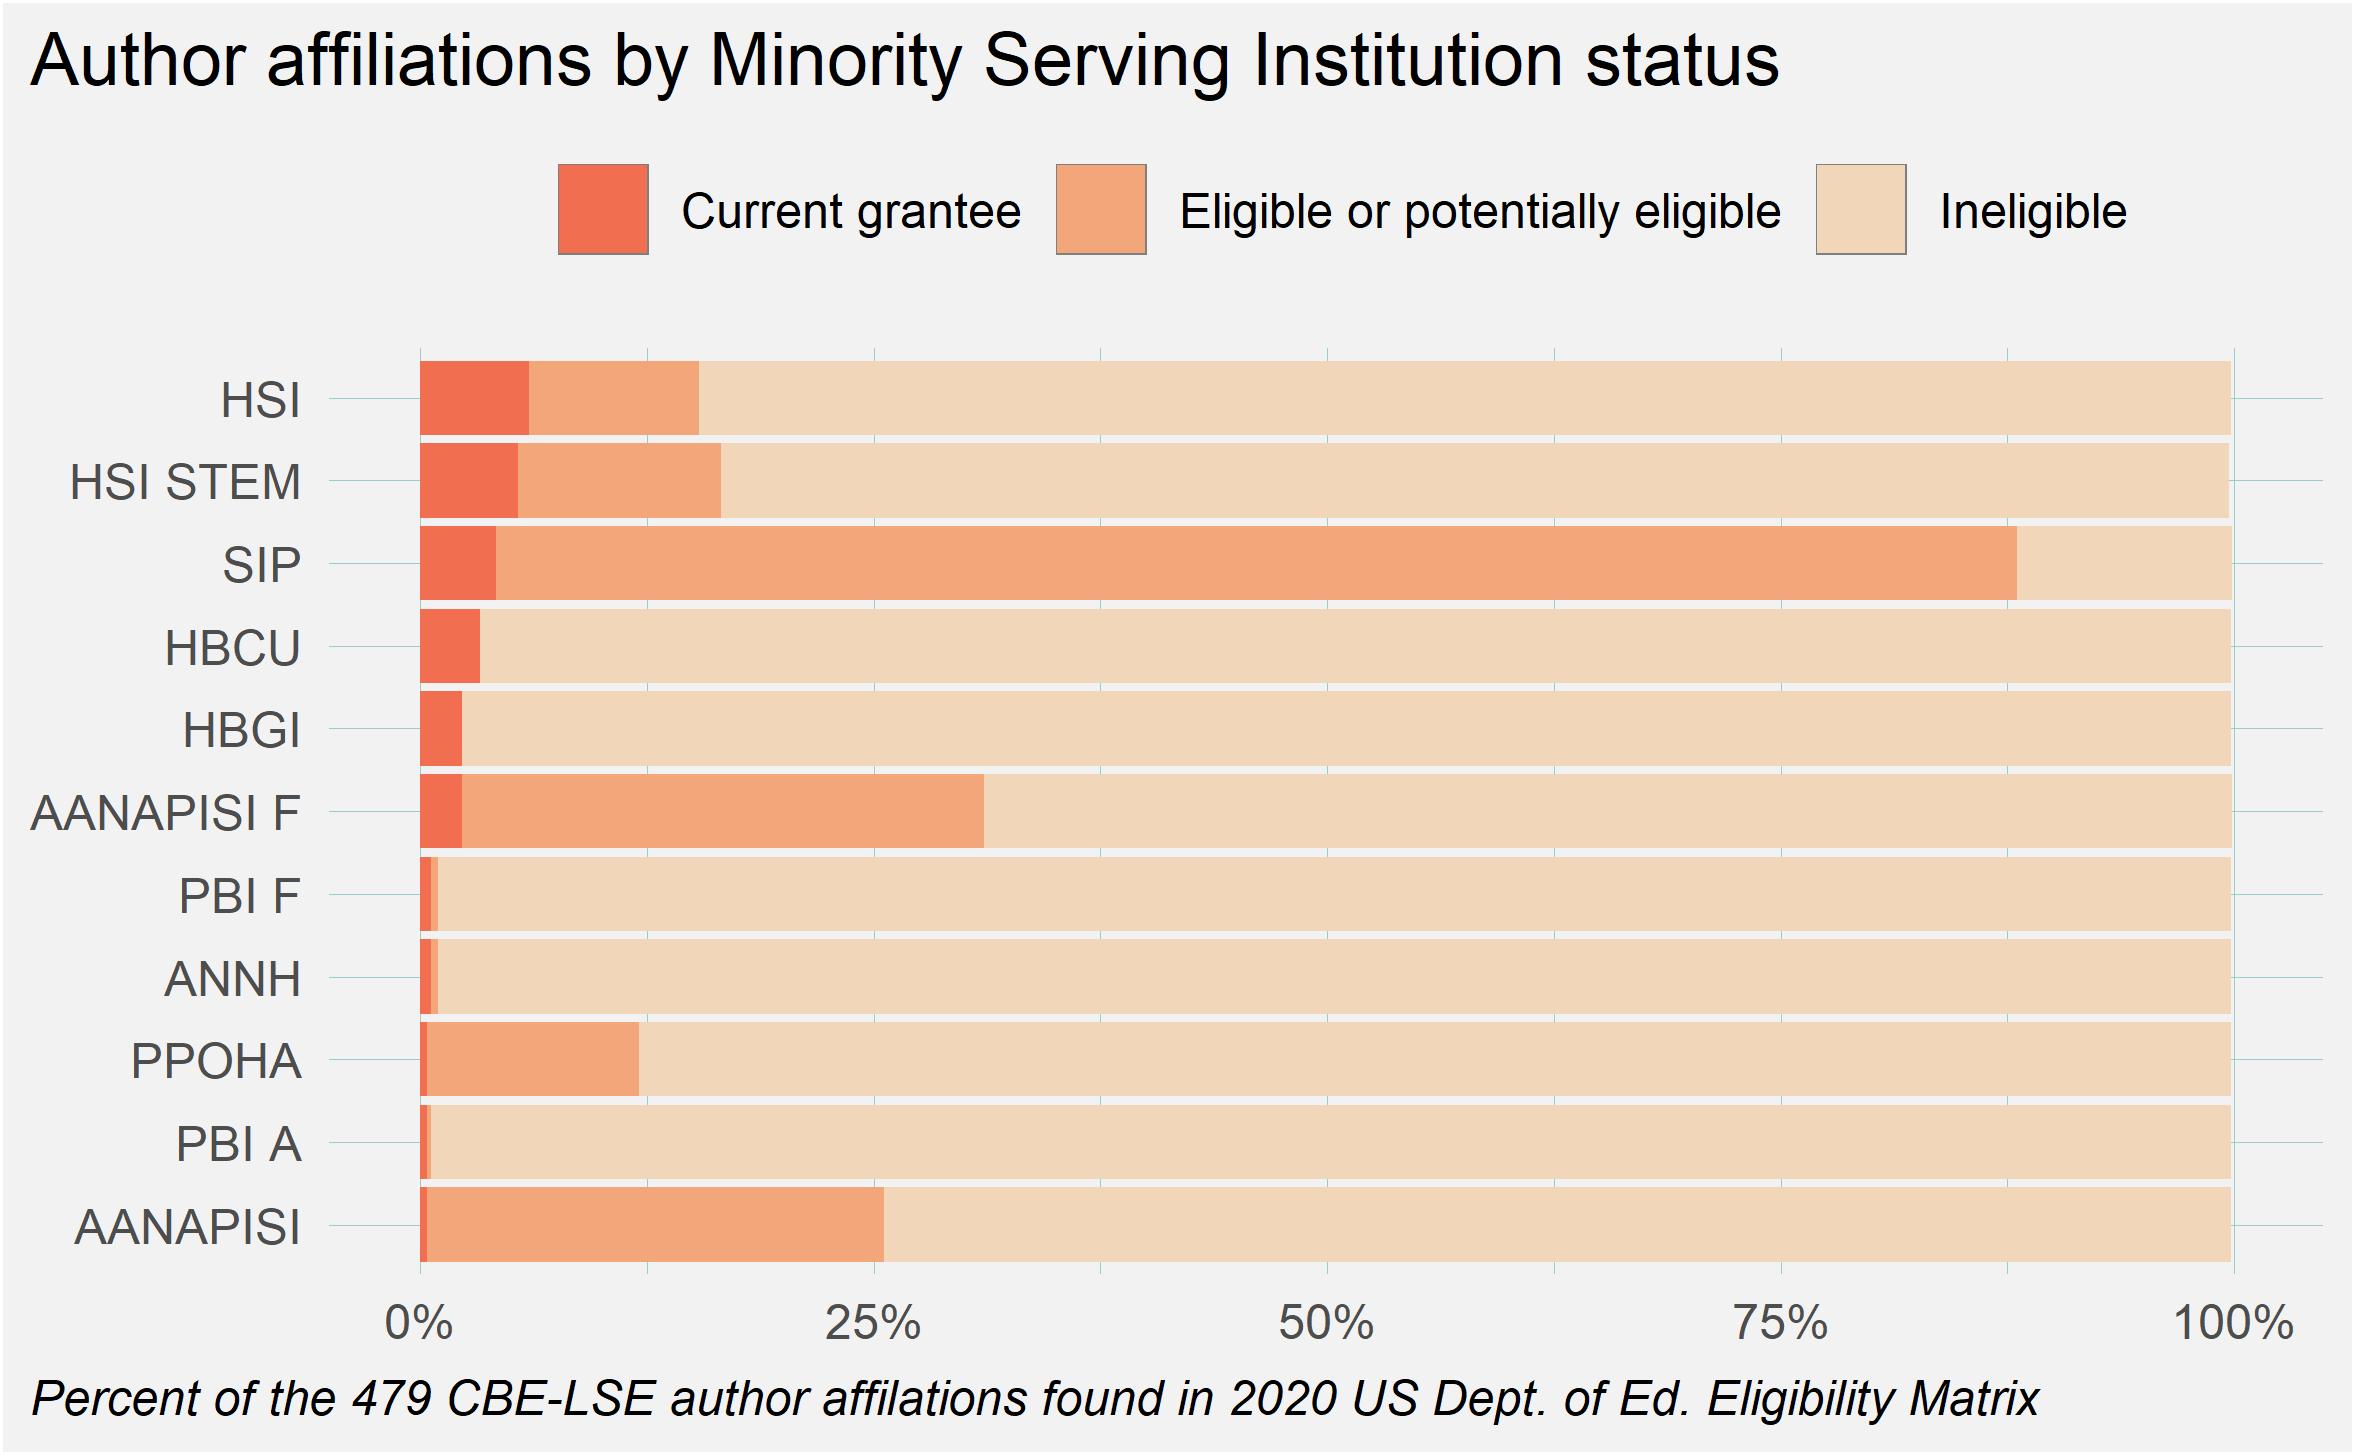 Author affiliations by Minority Serving Institution status
Current grantee Eligible or potentially eligible Ineligible
HSI
HSI STEM
SIP
HBCU
HBGI
AANAPISI F
PBI F
ANNH
PPOHA
PBI A
AANAPISI
0% 25% 50% 75% 100%
Percent of the 479 CBE-LSE author affilations found in 2020 US Dept. of Ed. Eligibility Matrix